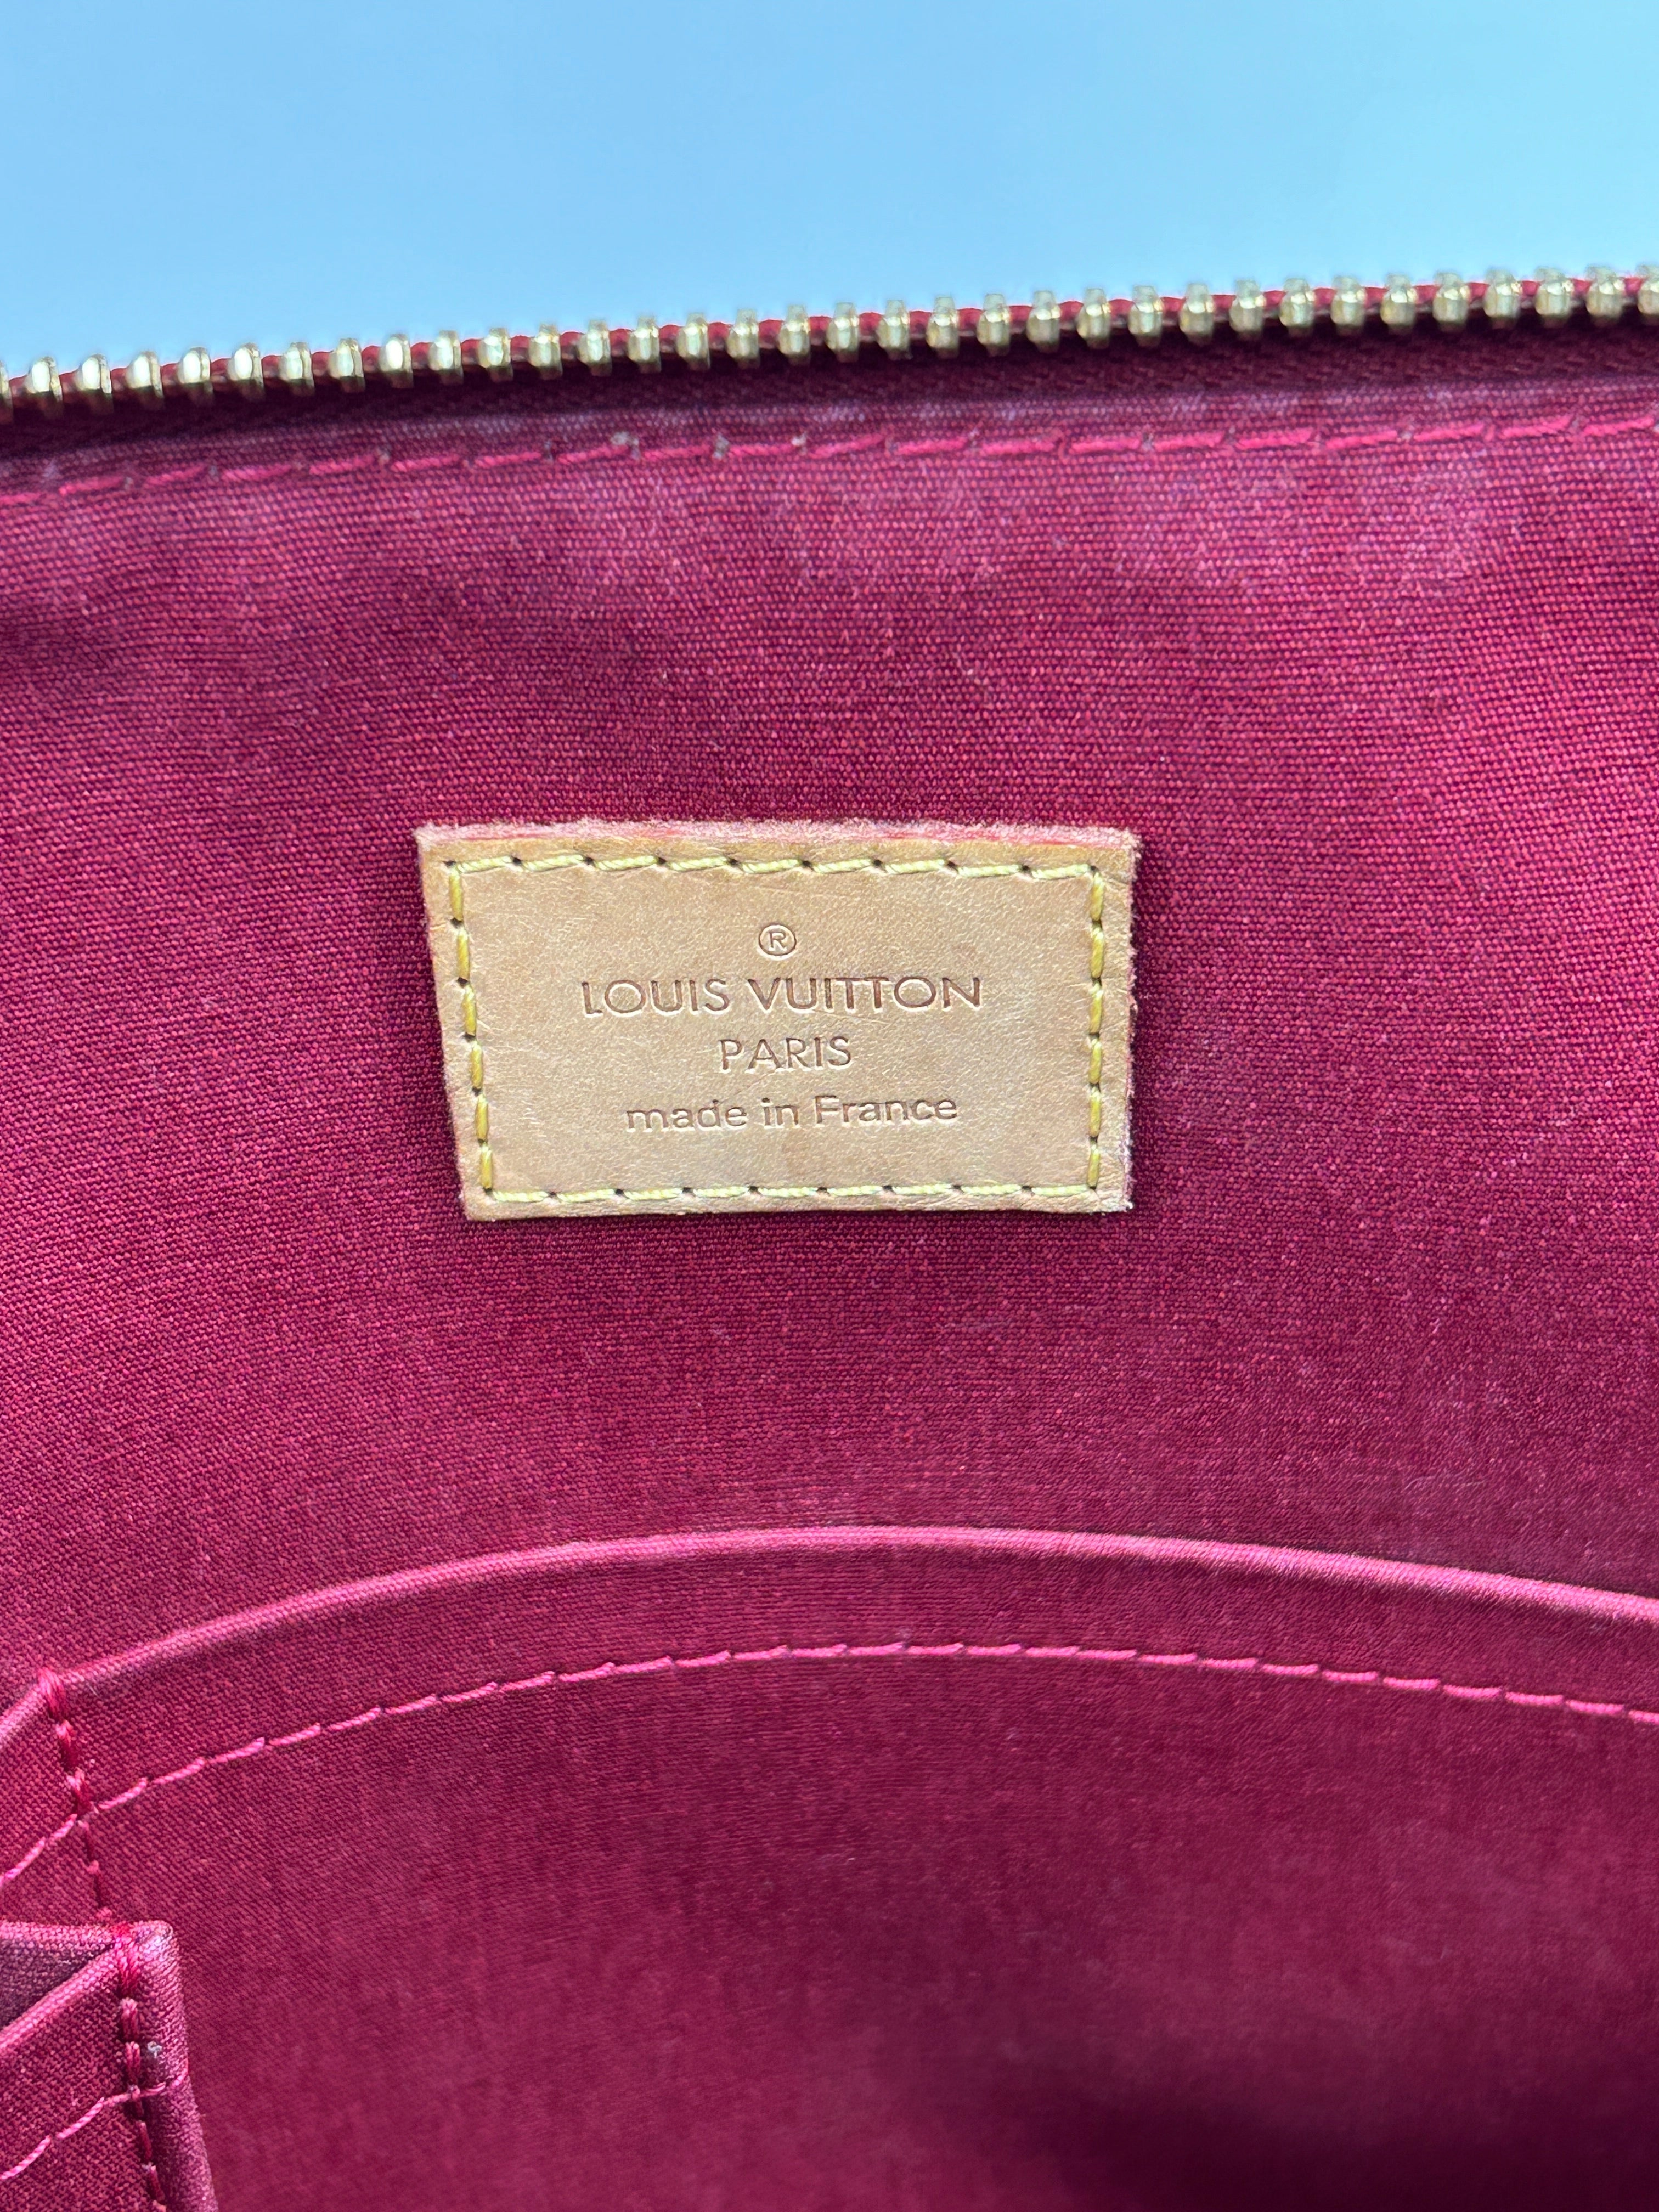 ®
LOUIS VUITTON
PARIS
made in France